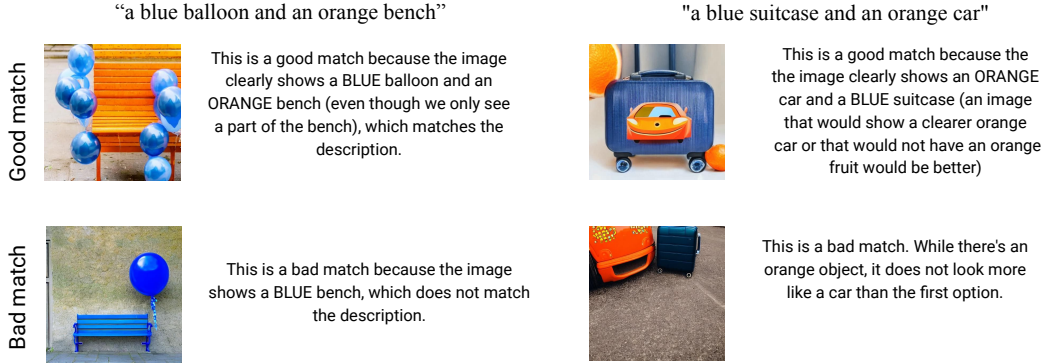 “a blue balloon and an orange bench”
"a blue suitcase and an orange car"
Good match
This is a good match because the image
clearly shows a BLUE balloon and an
ORANGE bench (even though we only see
a part of the bench), which matches the
description.
This is a good match because the
the image clearly shows an ORANGE
car and a BLUE suitcase (an image
that would show a clearer orange
car or that would not have an orange
fruit would be better)
Bad match
This is a bad match because the image
shows a BLUE bench, which does not match
the description.
This is a bad match. While there's an
orange object, it does not look more
like a car than the first option.